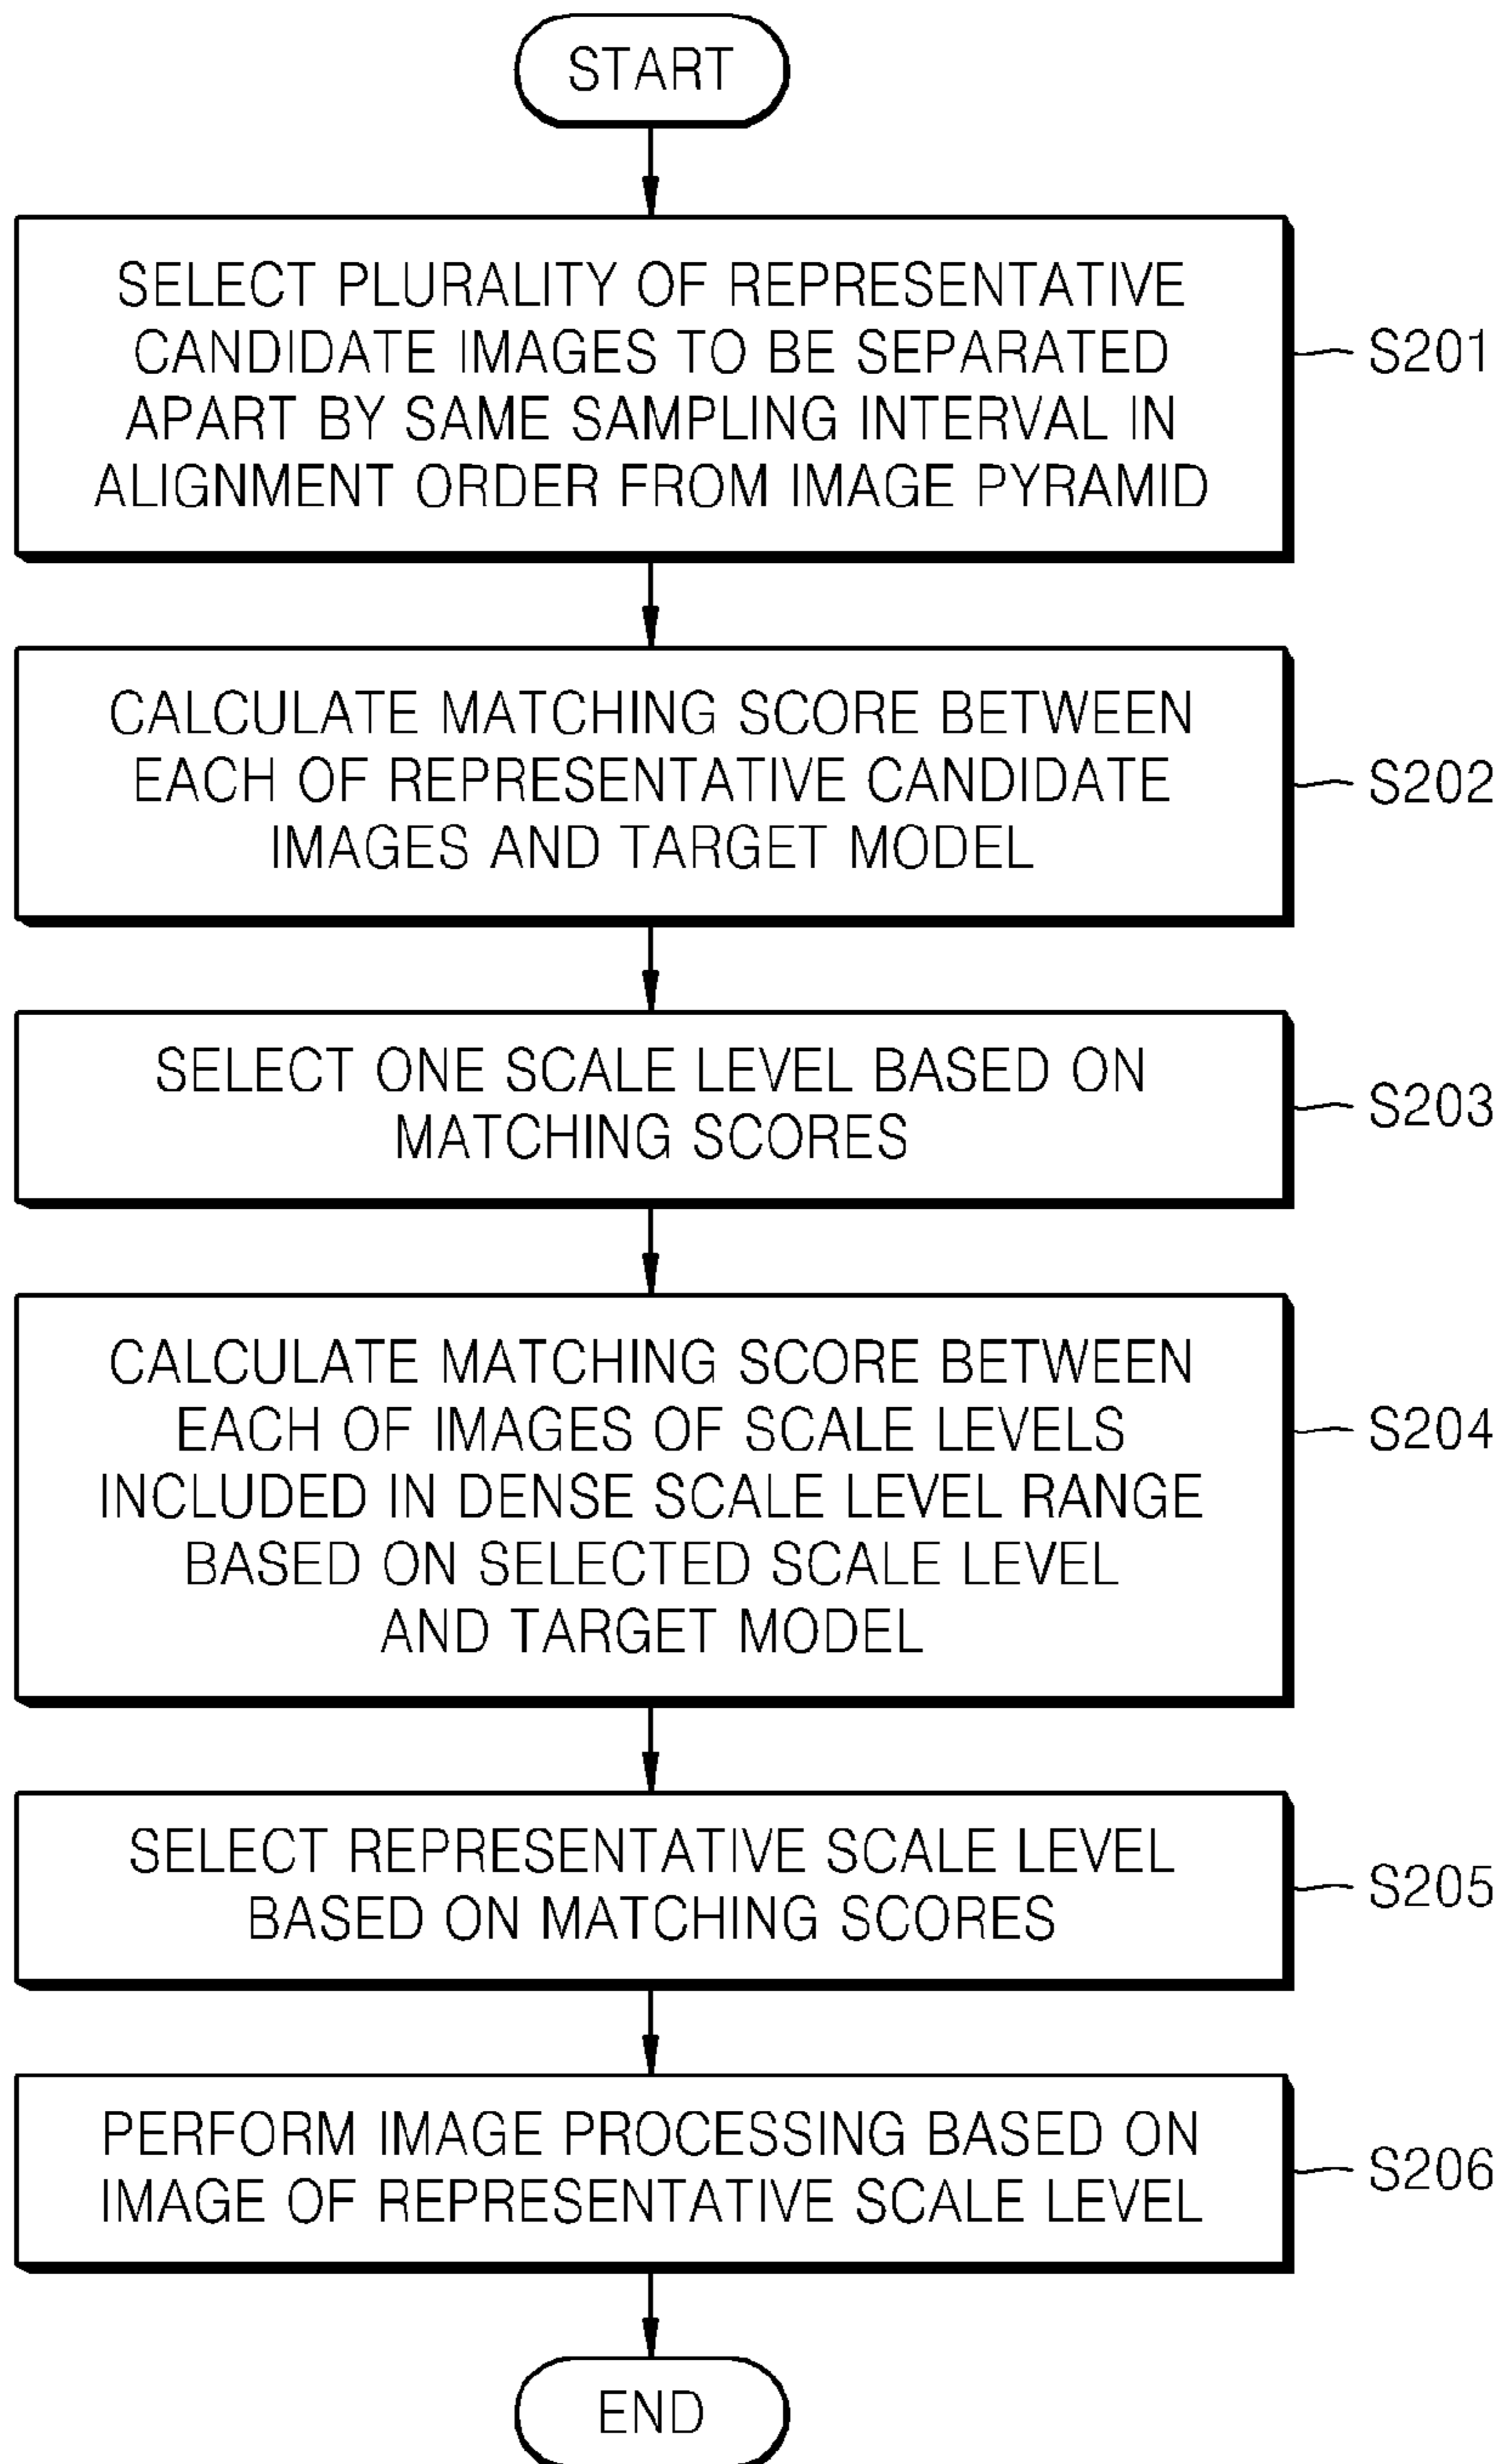 START
SELECT PLURALITY OF REPRESENTATIVE
CANDIDATE IMAGES TO BE SEPARATED
APART BY SAME SAMPLING INTERVAL IN
ALIGNMENT ORDER FROM IMAGE PYRAMID
S201
CALCULATE MATCHING SCORE BETWEEN
EACH OF REPRESENTATIVE CANDIDATE
IMAGES AND TARGET MODEL
S202
SELECT ONE SCALE LEVEL BASED ON
MATCHING SCORES
S203
CALCULATE MATCHING SCORE BETWEEN
EACH OF IMAGES OF SCALE LEVELS
INCLUDED IN DENSE SCALE LEVEL RANGE
BASED ON SELECTED SCALE LEVEL
AND TARGET MODEL
S204
SELECT REPRESENTATIVE SCALE LEVEL
BASED ON MATCHING SCORES
S205
PERFORM IMAGE PROCESSING BASED ON
IMAGE OF REPRESENTATIVE SCALE LEVEL
S206
END